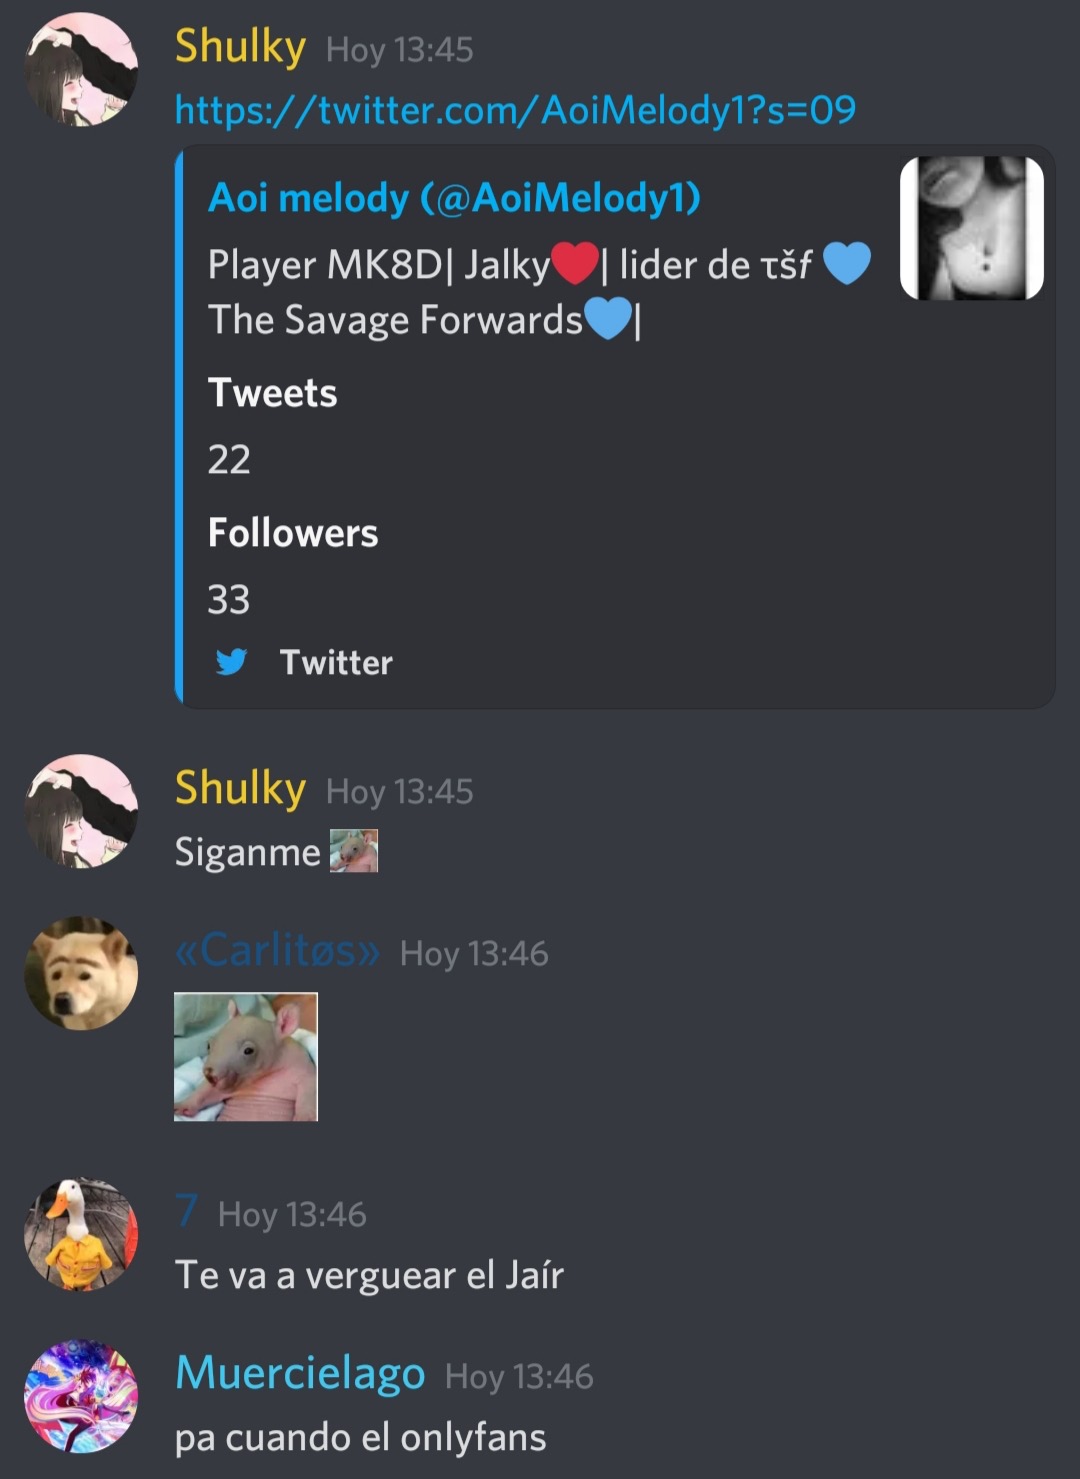 Shulky Hoy 13:45
https://twitter.com/AoiMelody1?s=09
Aoi melody (@AoiMelody1)
Player MK8D| Jalky❤️| lider de τšf 💙
The Savage Forwards💙|
Tweets
22
Followers
33
Twitter
Shulky Hoy 13:45
Siganme
«Carlitøs» Hoy 13:46
7 Hoy 13:46
Te va a verguear el Jaír
Muercielago Hoy 13:46
pa cuando el onlyfans